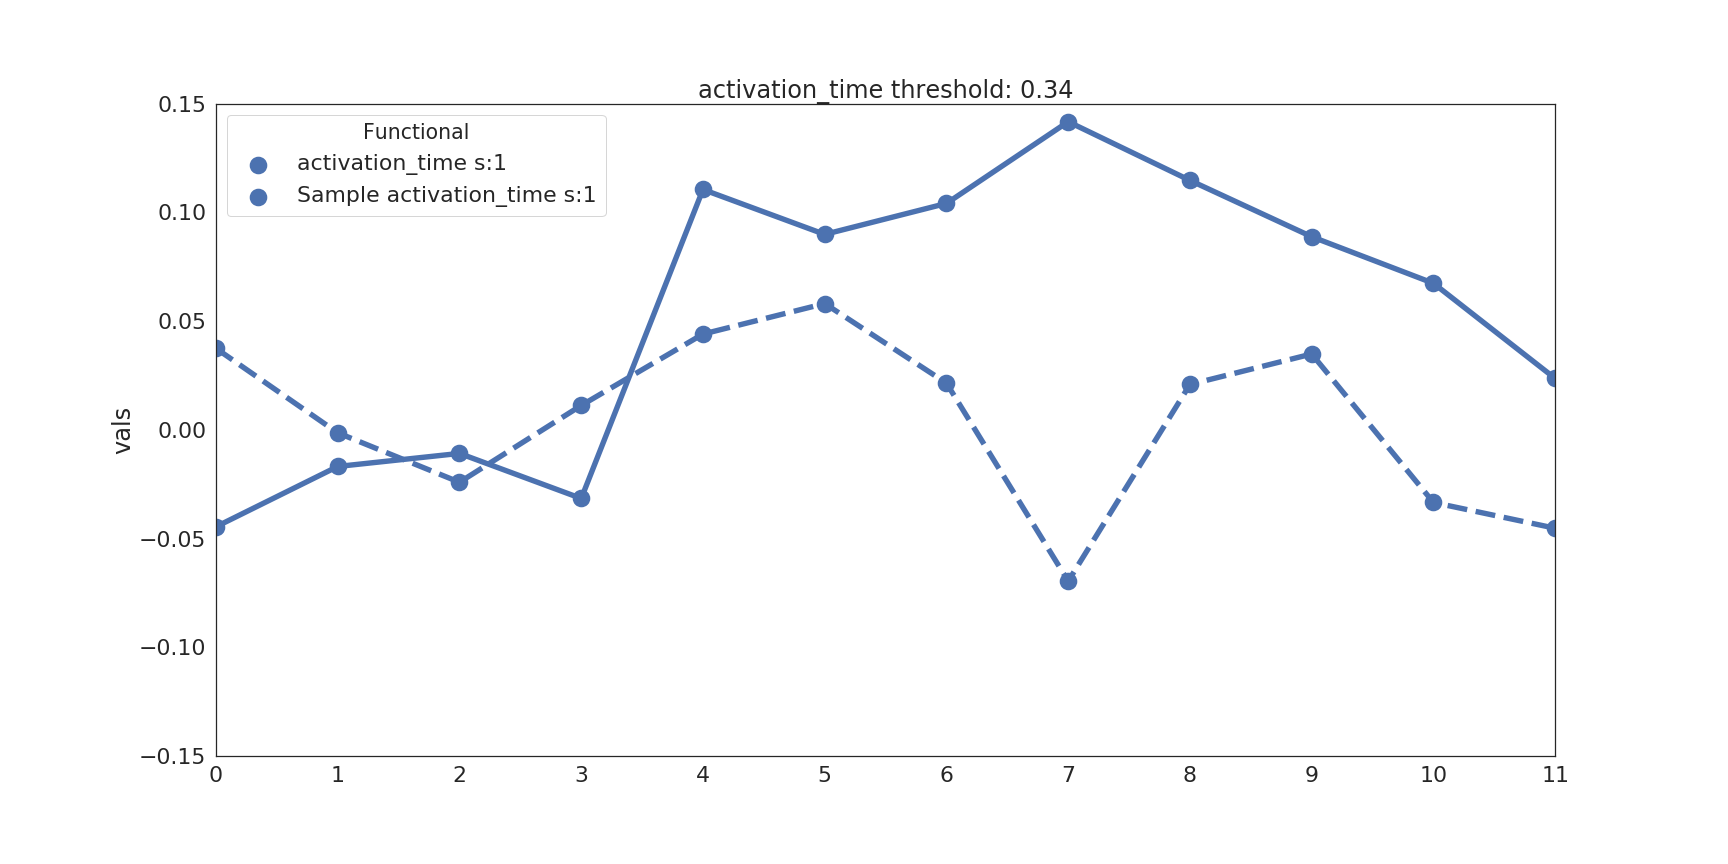 activation_time threshold: 0.34
0.15
0.10
0.05
0.00
−0.05
−0.10
−0.15
vals
Functional
activation_time s:1
Sample activation_time s:1
0 1 2 3 4 5 6 7 8 9 10 11